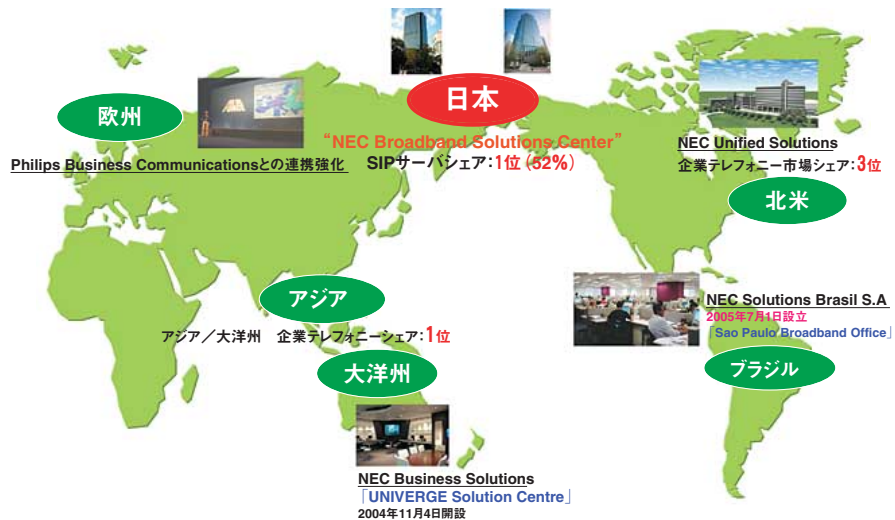 欧州
Philips Business Communicationsとの連携強化
日本
“NEC Broadband Solutions Center”
SIPサーバシェア:1位(52%)
NEC Unified Solutions
企業テレフォニー市場シェア:3位
北米
アジア
アジア／大洋州　企業テレフォニーシェア:1位
大洋州
NEC Business Solutions
「UNIVERGE Solution Centre」
2004年11月4日開設
NEC Solutions Brasil S.A
2005年7月1日設立
「Sao Paulo Broadband Office」
ブラジル